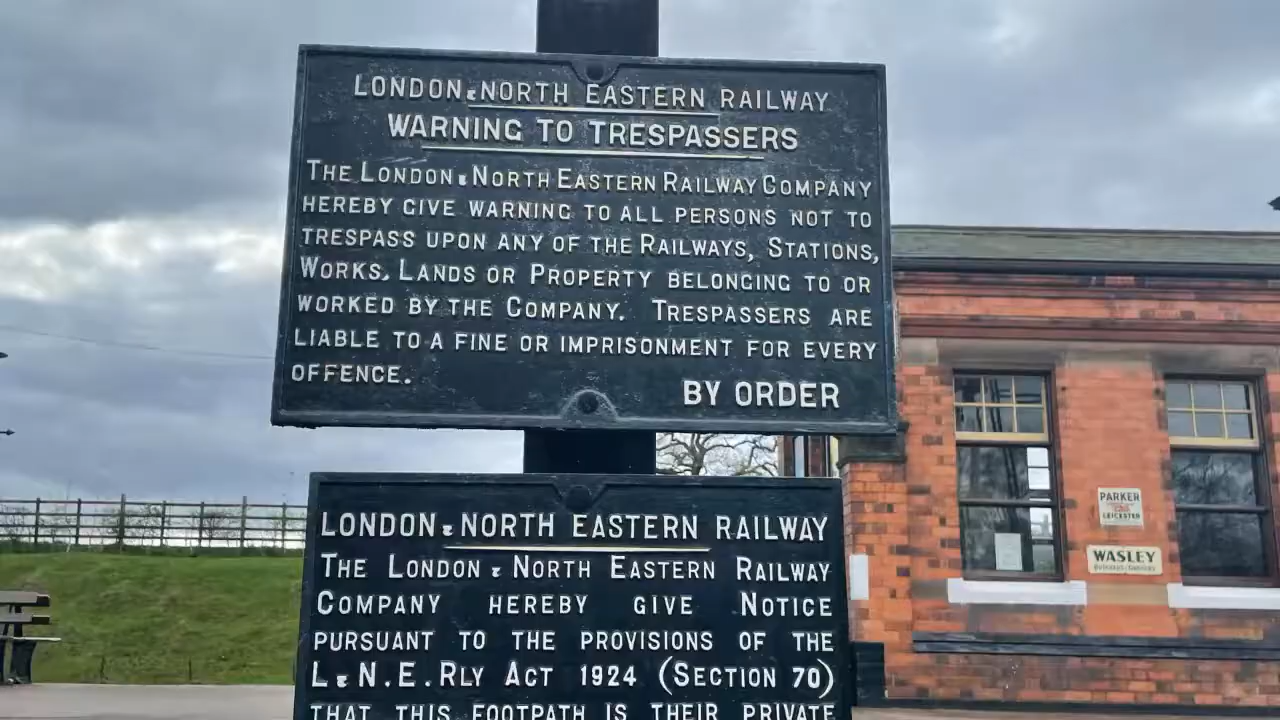 LONDON & NORTH EASTERN RAILWAY
WARNING TO TRESPASSERS
THE LONDON & NORTH EASTERN RAILWAY COMPANY
HEREBY GIVE WARNING TO ALL PERSONS NOT TO
TRESPASS UPON ANY OF THE RAILWAYS, STATIONS,
WORKS, LANDS OR PROPERTY BELONGING TO OR
WORKED BY THE COMPANY. TRESPASSERS ARE
LIABLE TO A FINE OR IMPRISONMENT FOR EVERY
OFFENCE.
BY ORDER
LONDON & NORTH EASTERN RAILWAY
THE LONDON & NORTH EASTERN RAILWAY
COMPANY HEREBY GIVE NOTICE
PURSUANT TO THE PROVISIONS OF THE
L & N.E.RLY ACT 1924 (SECTION 70)
THAT THIS FOOTPATH IS THEIR PRIVATE
PARKER
LEICESTER
WASLEY